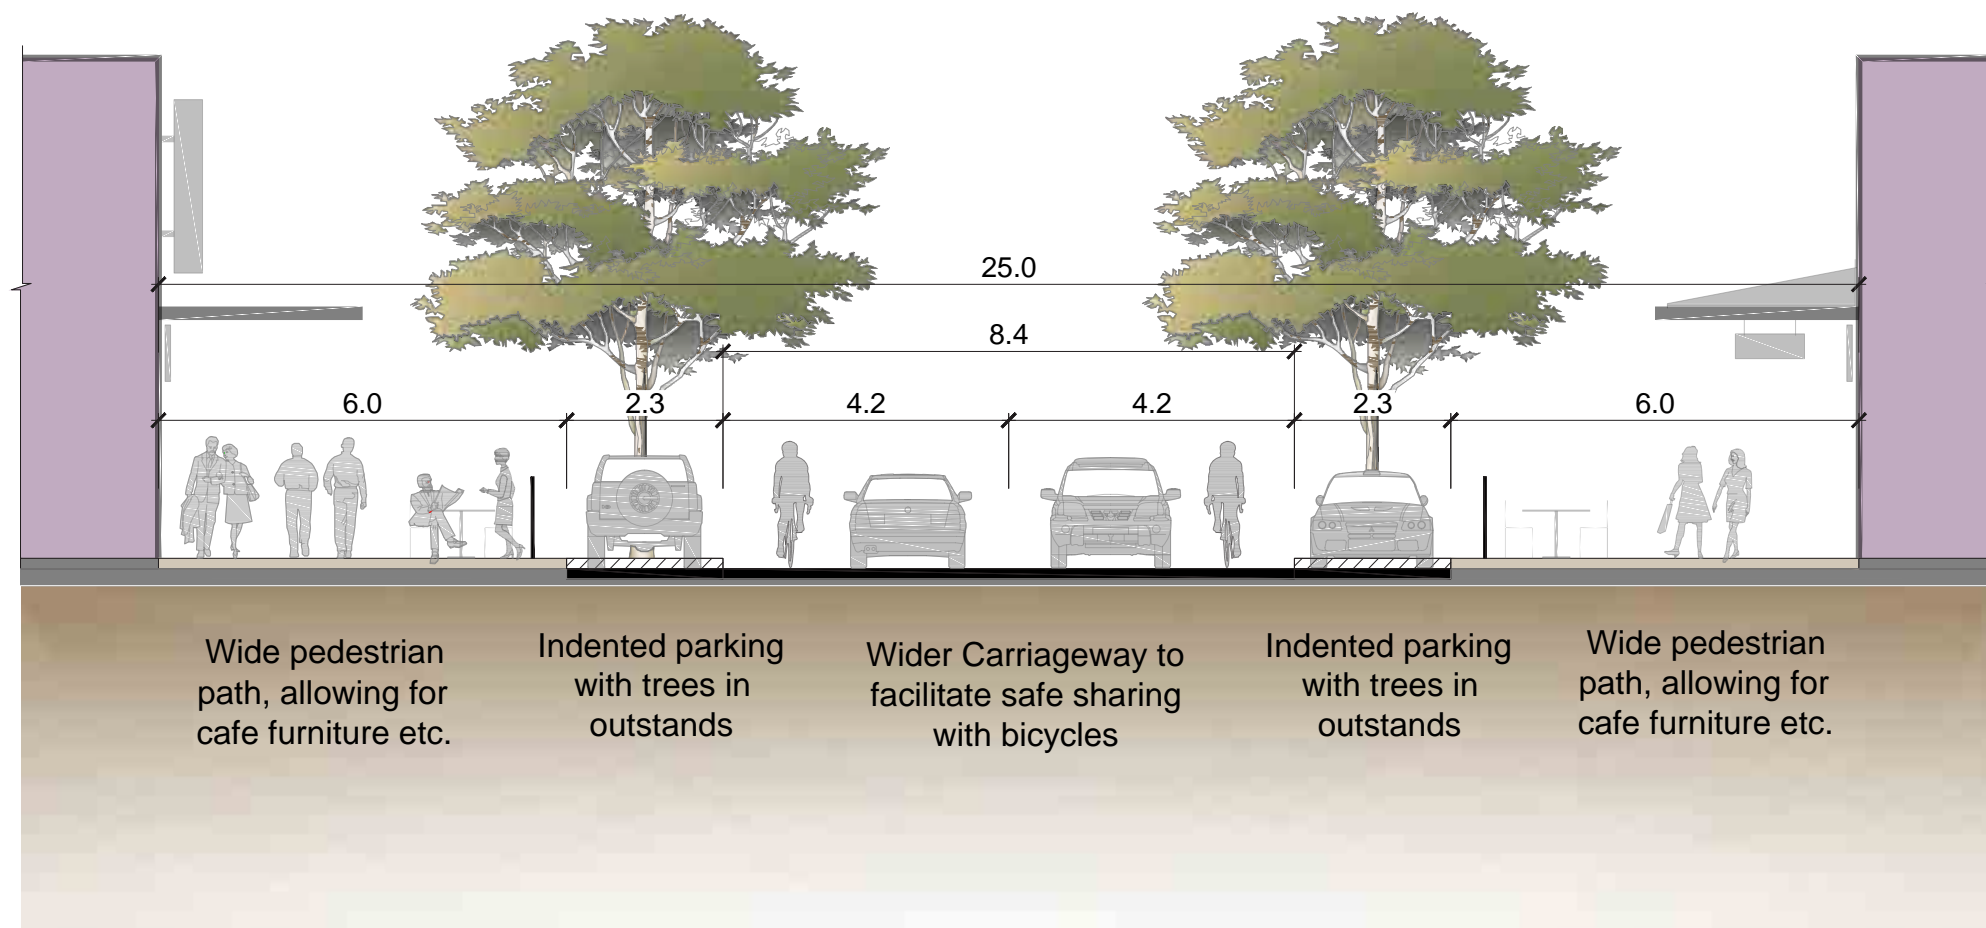 25.0
8.4
6.0
2.3
4.2
4.2
2.3
6.0
Wide pedestrian
path, allowing for
cafe furniture etc.
Indented parking
with trees in
outstands
Wider Carriageway to
facilitate safe sharing
with bicycles
Indented parking
with trees in
outstands
Wide pedestrian
path, allowing for
cafe furniture etc.